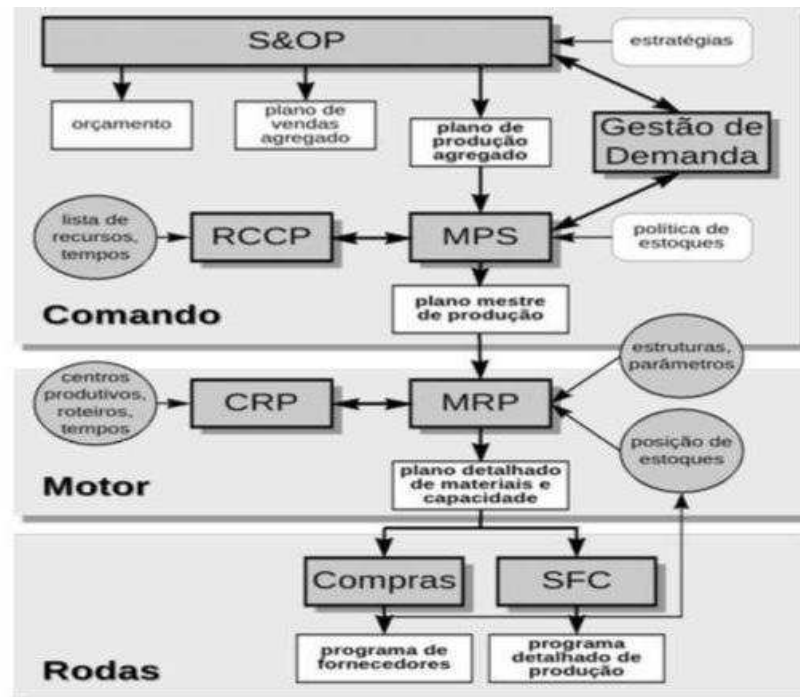 S&OP
estratégias
orçamento
plano de
vendas
agregado
plano de
produção
agregado
Gestão de
Demanda
lista de
recursos,
tempos
RCCP
MPS
política de
estoques
plano mestre
de produção
Comando
estruturas,
parâmetros
centros
produtivos,
roteiros,
tempos
CRP
MRP
posição de
estoques
plano detalhado
de materiais e
capacidade
Motor
Compras
SFC
programa de
fornecedores
programa
detalhado de
produção
Rodas